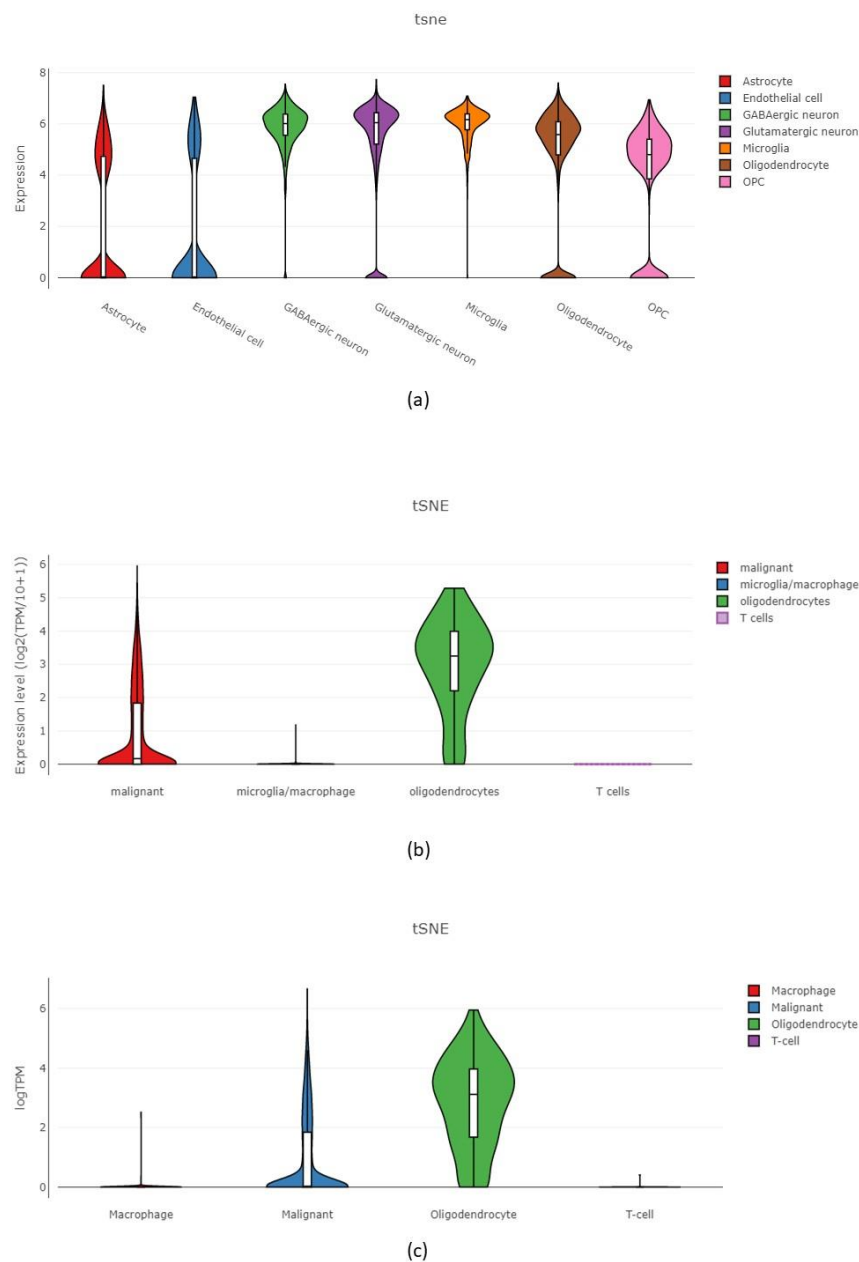 tsne
8
6
4
2
0
Expression
Astrocyte
Endothelial cell
GABAergic neuron
Glutamatergic neuron
Microglia
Oligodendrocyte
OPC
Astrocyte
Endothelial cell
GABAergic neuron
Glutamatergic neuron
Microglia
Oligodendrocyte
OPC
(a)
tSNE
6
5
4
3
2
1
0
Expression level (log2(TPM/10+1))
malignant
microglia/macrophage
oligodendrocytes
T cells
malignant
microglia/macrophage
oligodendrocytes
T cells
(b)
tSNE
6
4
2
0
logTPM
Macrophage
Malignant
Oligodendrocyte
T-cell
Macrophage
Malignant
Oligodendrocyte
T-cell
(c)